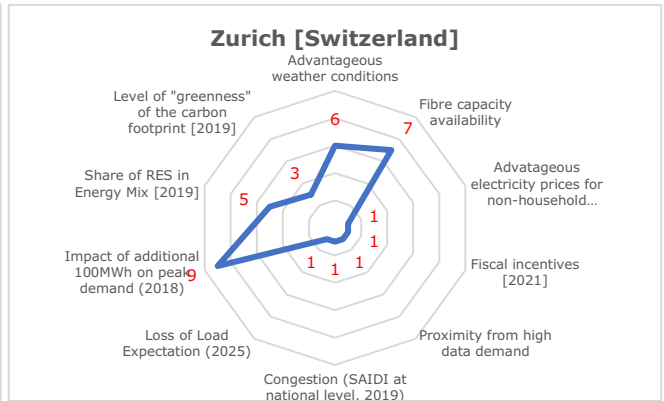 Zurich [Switzerland]
Advantageous
weather conditions
Level of "greenness"
of the carbon
footprint [2019]
Fibre capacity
availability
6
7
3
Share of RES in
Energy Mix [2019]
5
Advatageous
electricity prices for
non-household...
1
1
Impact of additional
100MWh on peak
demand (2018)
9
1
1
1
Fiscal incentives
[2021]
Loss of Load
Expectation (2025)
Proximity from high
data demand
Congestion (SAIDI at
national level, 2019)